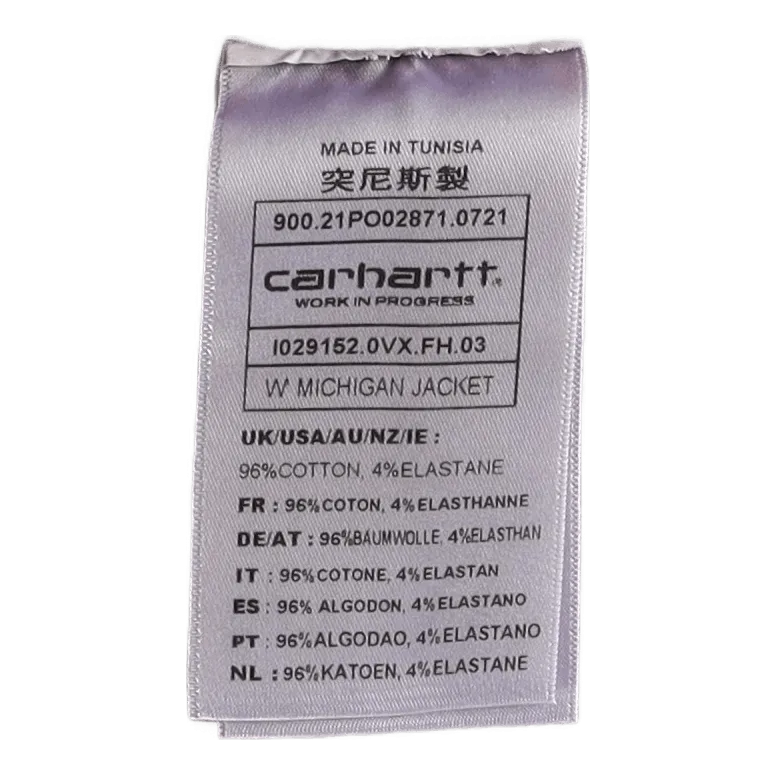 MADE IN TUNISIA
突尼斯製
900.21PO02871.0721
carhartt®
WORK IN PROGRESS
I029152.0VX.FH.03
W' MICHIGAN JACKET
UK/USA/AU/NZ/IE :
96%COTTON, 4%ELASTANE
FR : 96%COTON, 4%ELASTHANNE
DE/AT : 96%BAUMWOLLE, 4%ELASTHAN
IT : 96%COTONE, 4%ELASTAN
ES : 96% ALGODON, 4%ELASTANO
PT : 96%ALGODAO, 4%ELASTANO
NL : 96%KATOEN, 4%ELASTANE